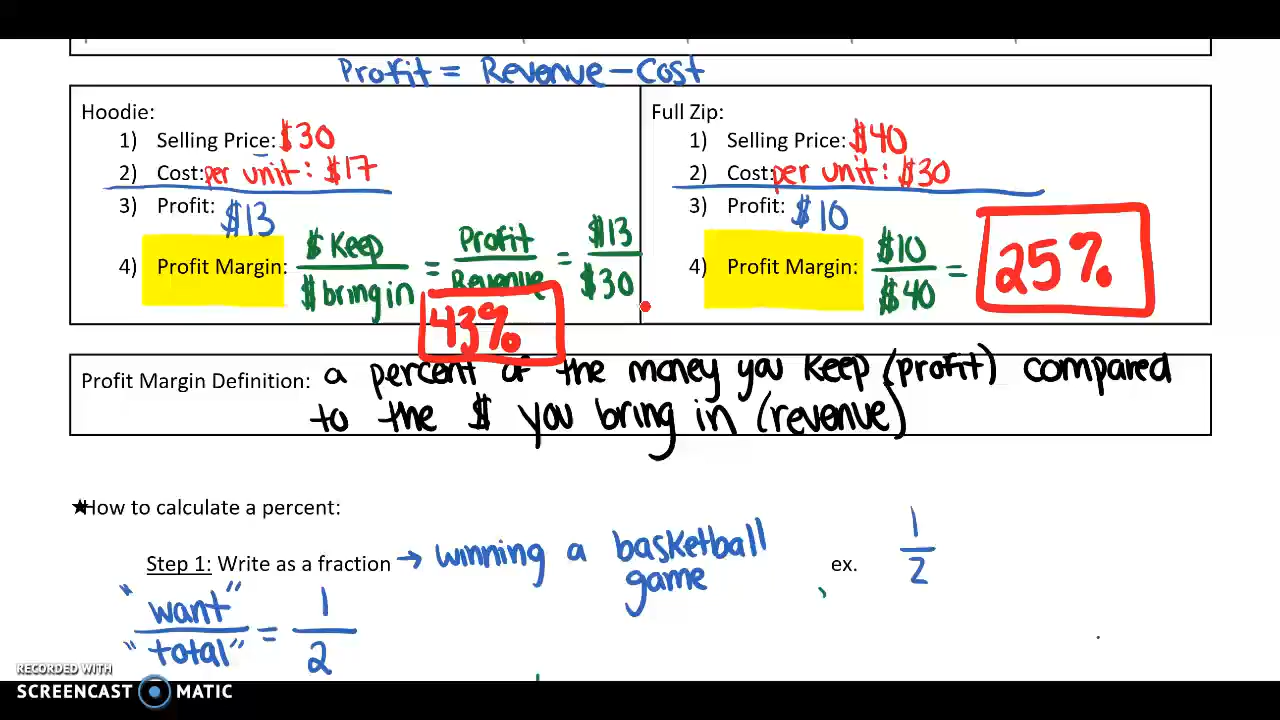 Profit = Revenue - Cost
Hoodie:
1) Selling Price: $30
2) Cost: per unit: $17
3) Profit: $13
4) Profit Margin: $ Keep / $ bring in = Profit / Revenue = $13 / $30
43%
Full Zip:
1) Selling Price: $40
2) Cost: per unit: $30
3) Profit: $10
4) Profit Margin: $10 / $40 = 25%
Profit Margin Definition: a percent of the money you keep (profit) compared
to the $ you bring in (revenue)
★How to calculate a percent:
Step 1: Write as a fraction → winning a basketball game ex. 1/2
"want" / "total" = 1/2
RECORDED WITH
SCREENCAST MATIC